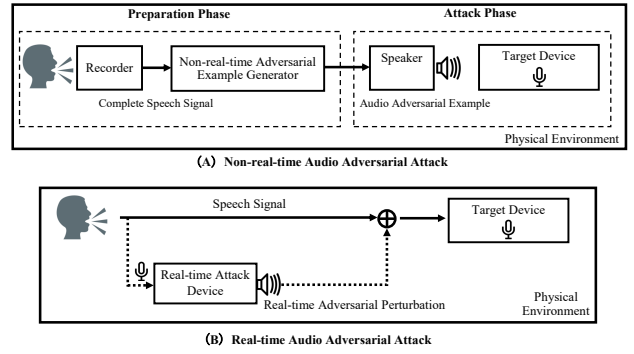 Preparation Phase
Attack Phase
Recorder
Non-real-time Adversarial
Example Generator
Speaker
Target Device
Complete Speech Signal
Audio Adversarial Example
Physical Environment
(A) Non-real-time Audio Adversarial Attack
Speech Signal
Target Device
Real-time Attack
Device
Real-time Adversarial Perturbation
Physical
Environment
(B) Real-time Audio Adversarial Attack